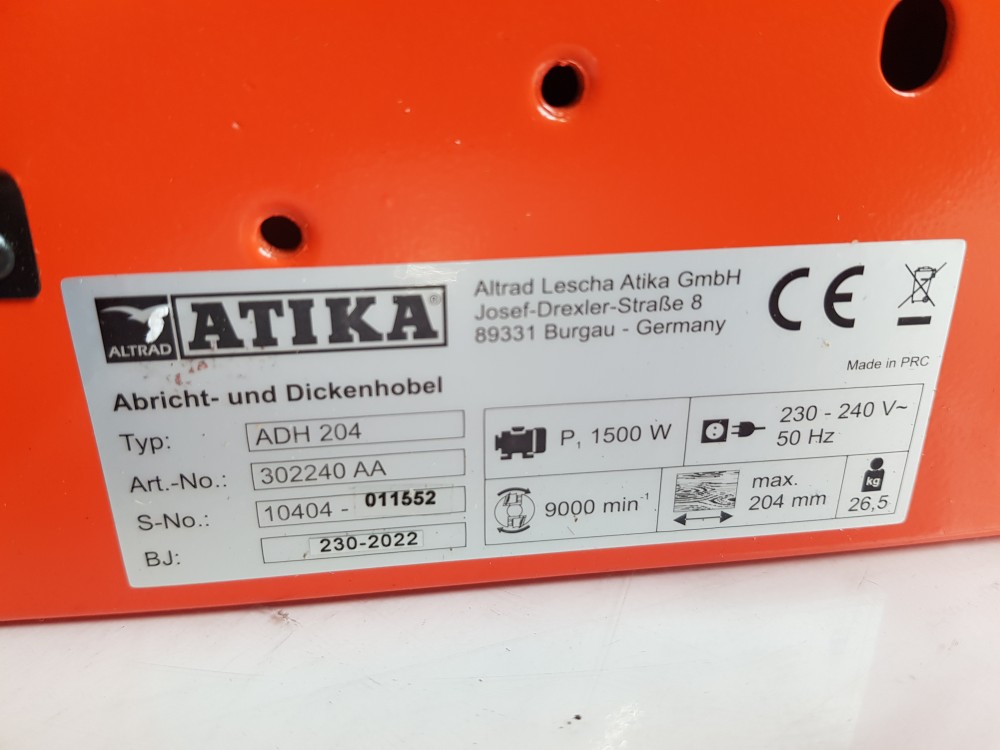 ALTRAD
ATIKA®
Altrad Lescha Atika GmbH
Josef-Drexler-Straße 8
89331 Burgau - Germany
CE
Made in PRC
Abricht- und Dickenhobel
Typ: ADH 204
Art.-No.: 302240 AA
S-No.: 10404 - 011552
BJ: 230-2022
P₁ 1500 W
230 - 240 V~
50 Hz
9000 min⁻¹
max.
204 mm
kg
26,5